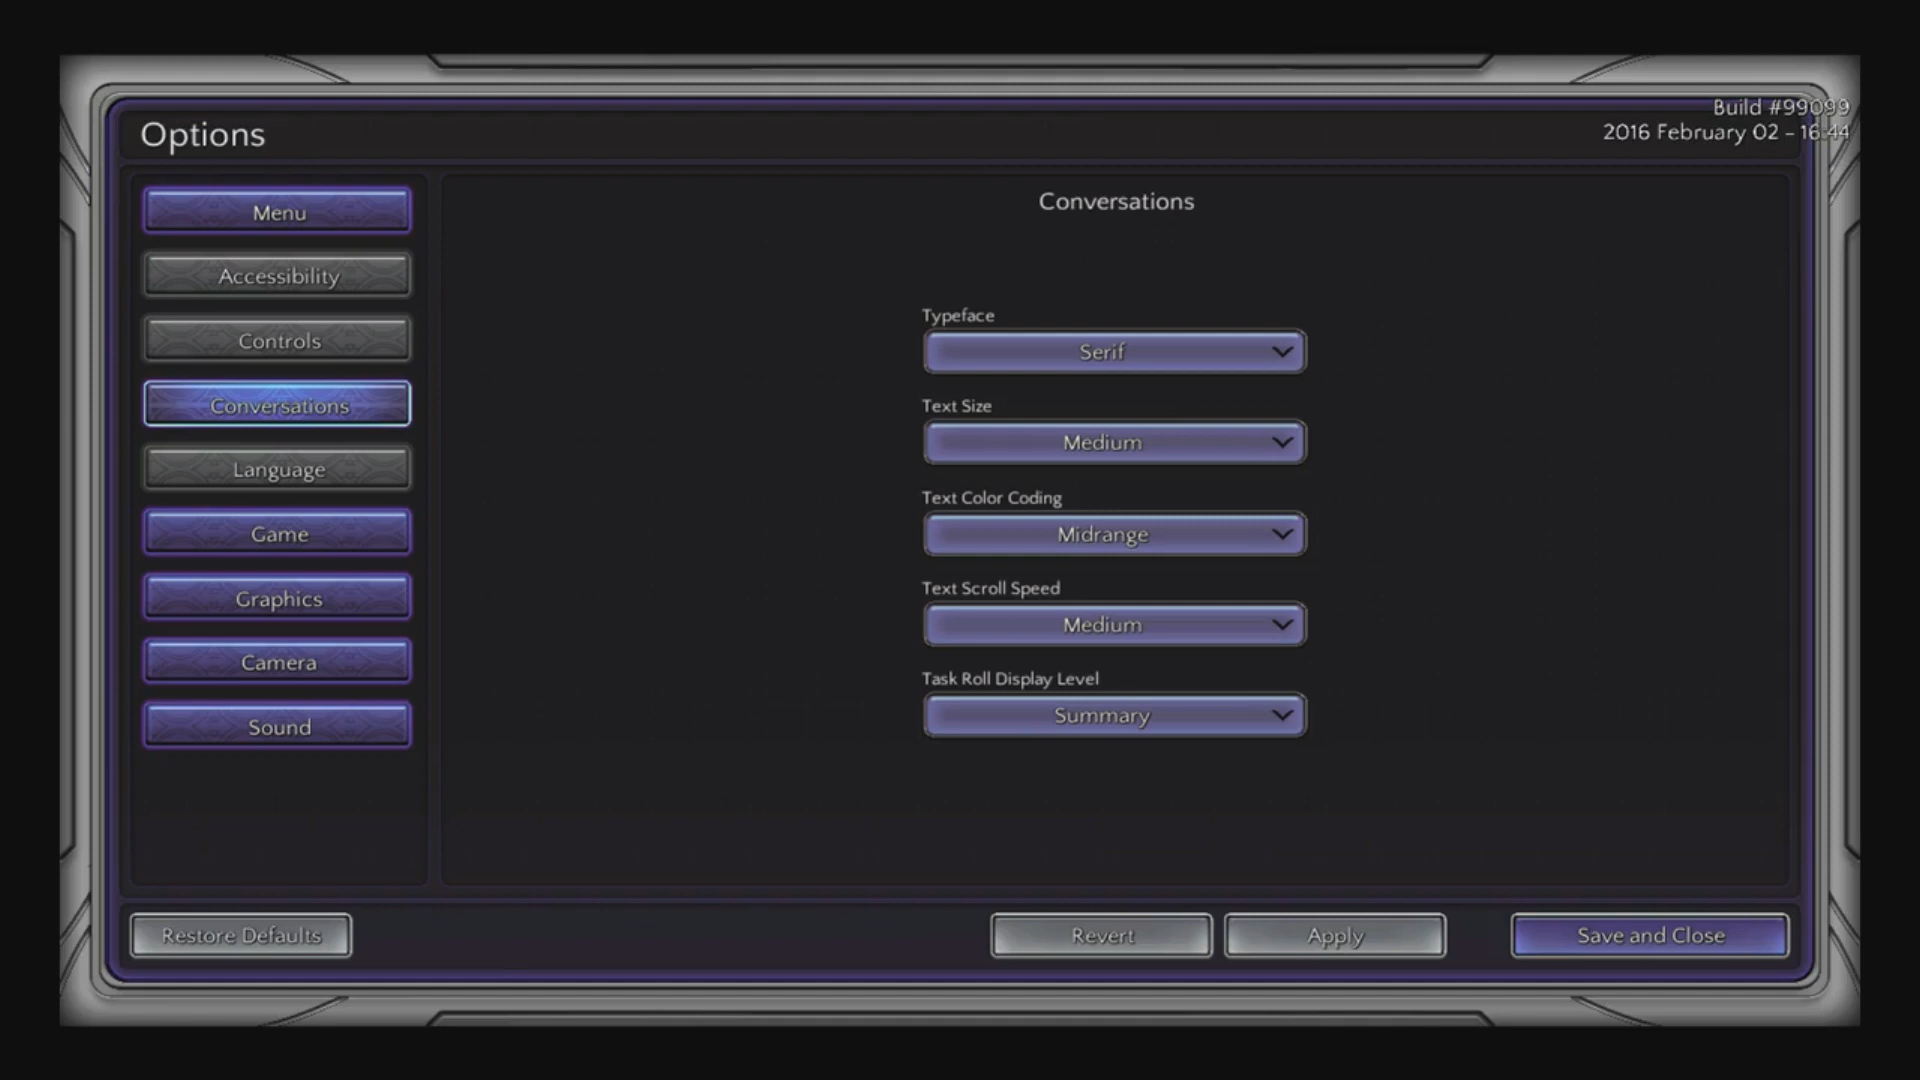 Build #99099
Options
2016 February 02 – 16:44
Menu
Accessibility
Controls
Conversations
Language
Game
Graphics
Camera
Sound
Conversations
Typeface
Serif
Text Size
Medium
Text Color Coding
Midrange
Text Scroll Speed
Medium
Task Roll Display Level
Summary
Restore Defaults
Revert
Apply
Save and Close